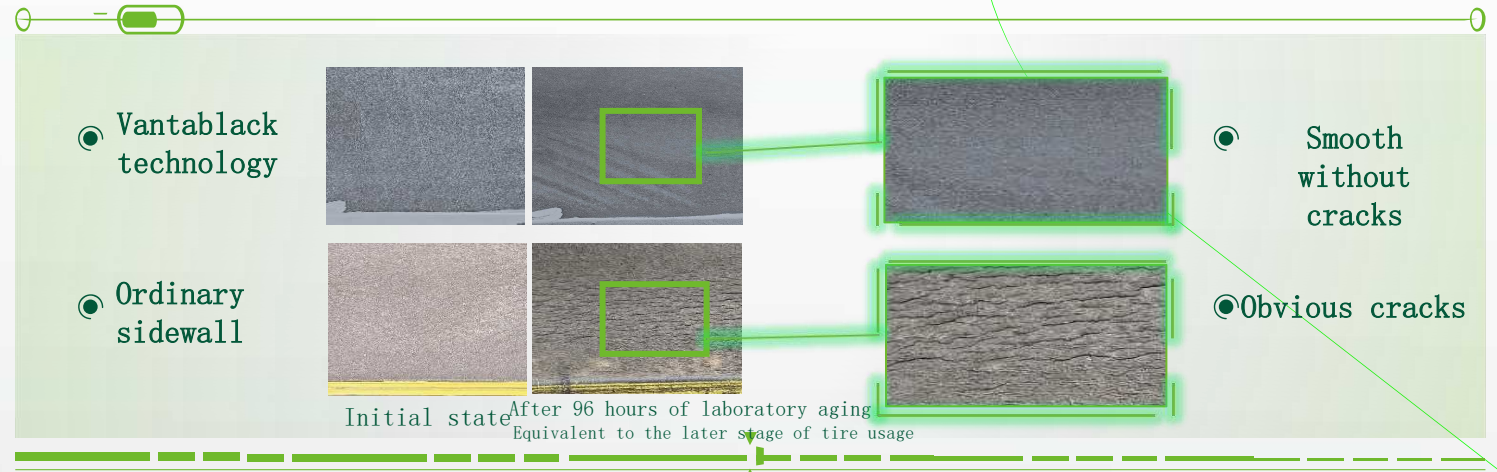 Vantablack
technology
Smooth
without
cracks
Ordinary
sidewall
Obvious cracks
Initial state
After 96 hours of laboratory aging
Equivalent to the later stage of tire usage